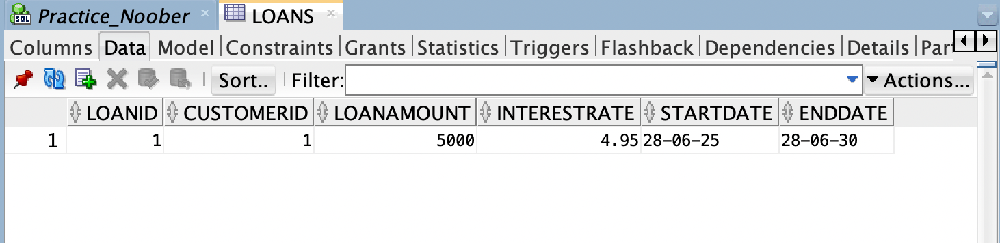 SQL Practice_Noober LOANS
Columns Data Model Constraints Grants Statistics Triggers Flashback Dependencies Details Part
Sort.. Filter: Actions...
LOANID CUSTOMERID LOANAMOUNT INTERESTRATE STARTDATE ENDDATE
1 1 1 5000 4.95 28-06-25 28-06-30